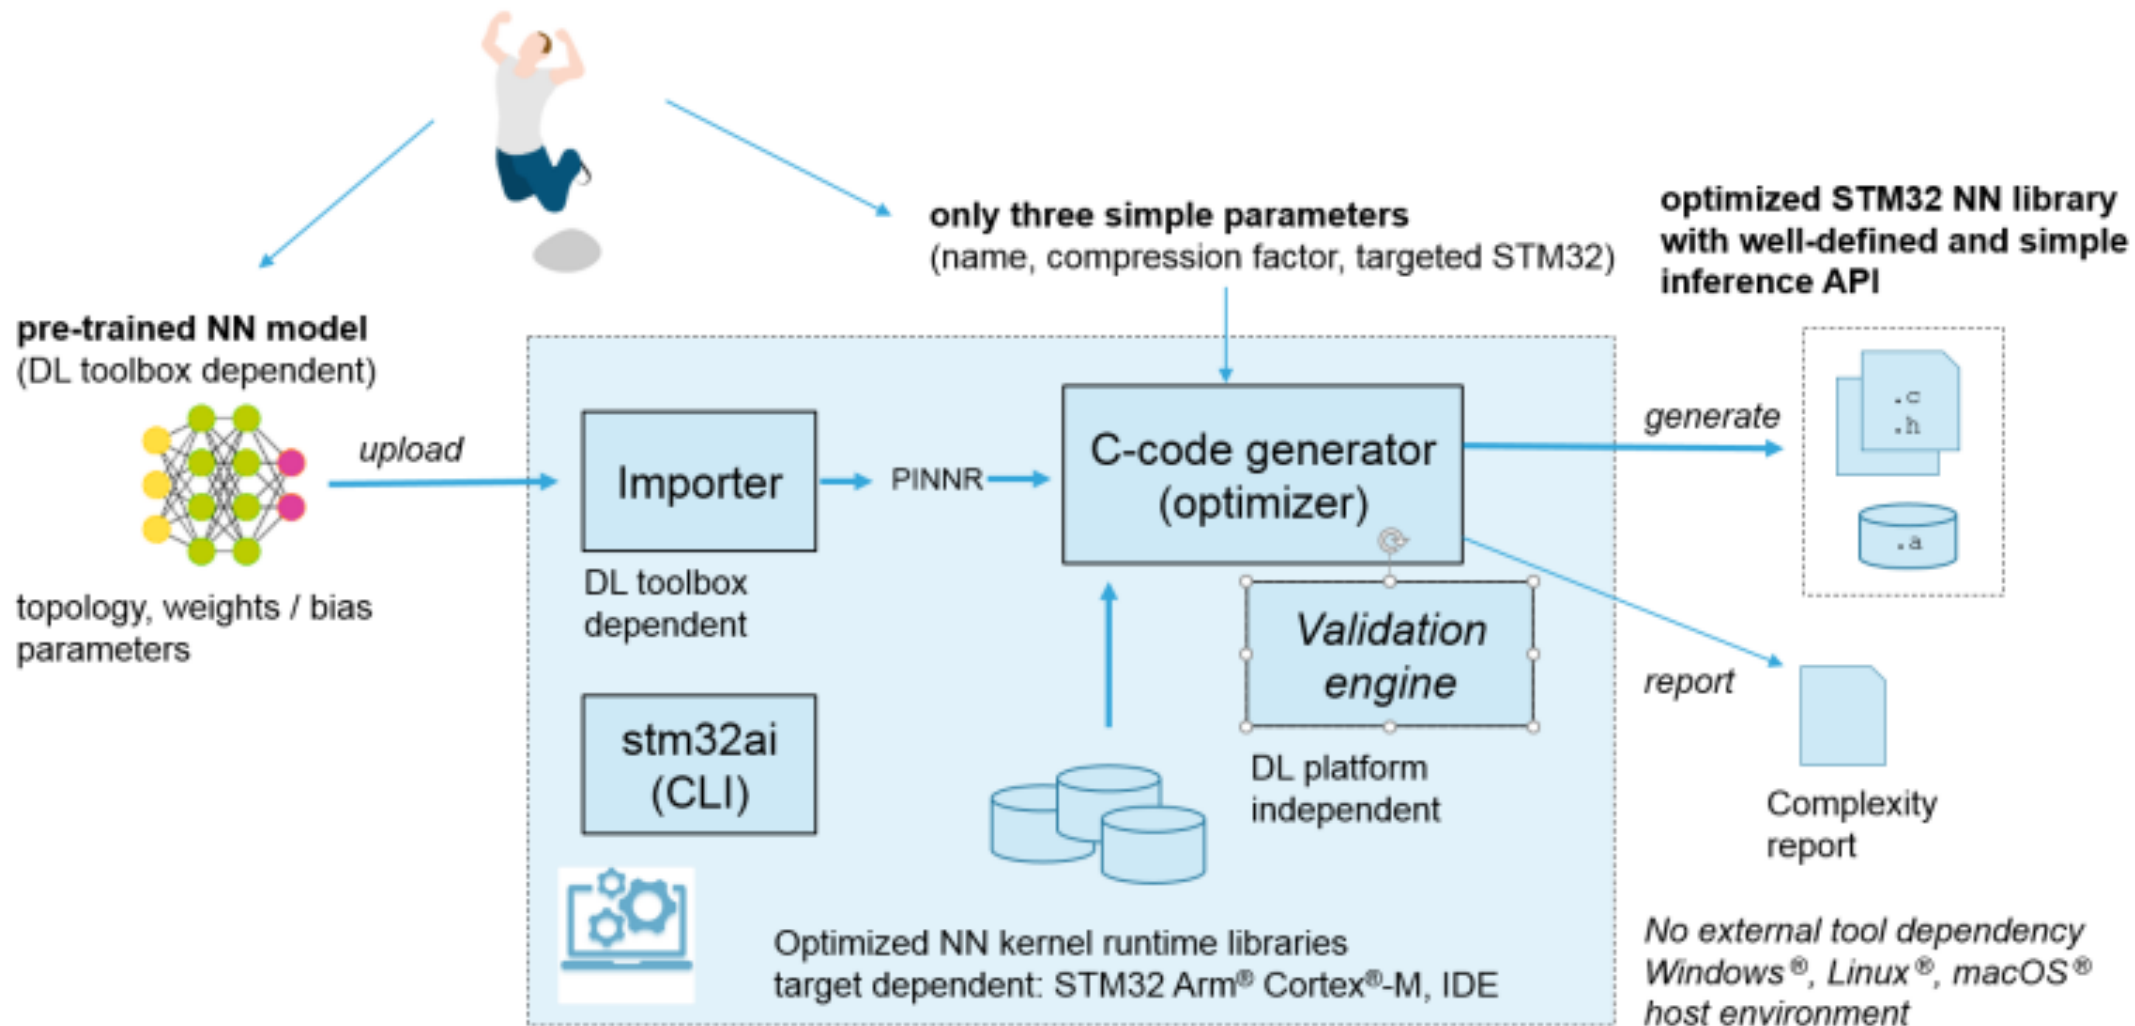 only three simple parameters
(name, compression factor, targeted STM32)
optimized STM32 NN library
with well-defined and simple
inference API
pre-trained NN model
(DL toolbox dependent)
upload
topology, weights / bias
parameters
Importer
DL toolbox
dependent
PINNR
C-code generator
(optimizer)
generate
.c
.h
.a
Validation
engine
report
stm32ai
(CLI)
DL platform
independent
Complexity
report
Optimized NN kernel runtime libraries
target dependent: STM32 Arm® Cortex®-M, IDE
No external tool dependency
Windows®, Linux®, macOS®
host environment